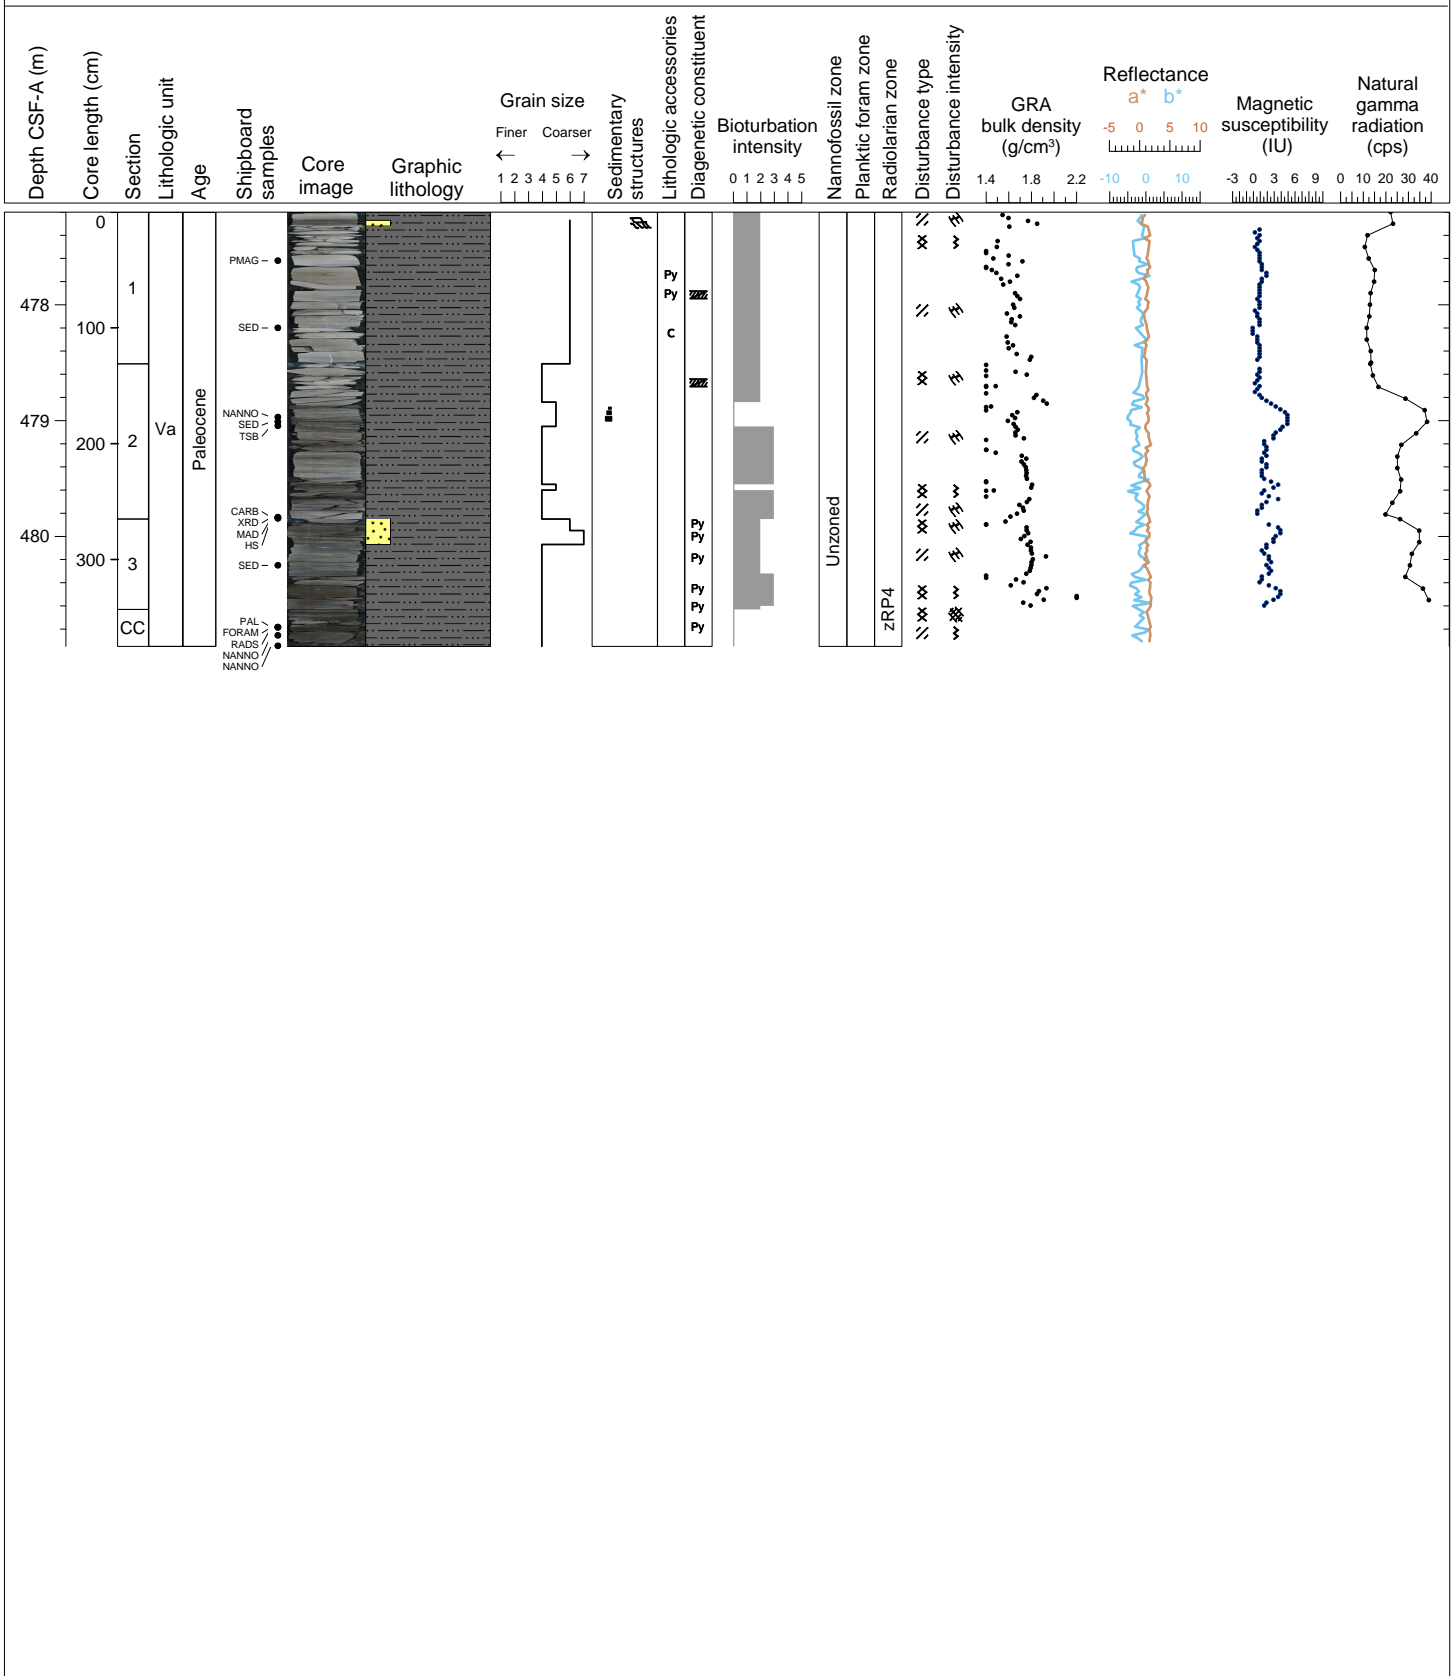 Depth CSF-A (m)
Core length (cm)
Section
Lithologic unit
Age
Shipboard
samples
Core
image
Graphic
lithology
Grain size
Finer Coarser
← →
1 2 3 4 5 6 7
Sedimentary
structures
Lithologic accessories
Diagenetic constituent
Bioturbation
intensity
0 1 2 3 4 5
Nannofossil zone
Planktic foram zone
Radiolarian zone
Disturbance type
Disturbance intensity
GRA
bulk density
(g/cm³)
1.4 1.8 2.2
Reflectance
a* b*
-5 0 5 10
-10 0 10
Magnetic
susceptibility
(IU)
-3 0 3 6 9
Natural
gamma
radiation
(cps)
0 10 20 30 40
478
479
480
0
100
200
300
1
2
3
CC
Va
Paleocene
PMAG
SED
NANNO
SED
TSB
CARB
XRD
MAD
HS
SED
PAL
FORAM
RADS
NANNO
NANNO
Py
Py
C
Py
Py
Py
Py
Py
Py
Unzoned
zRP4